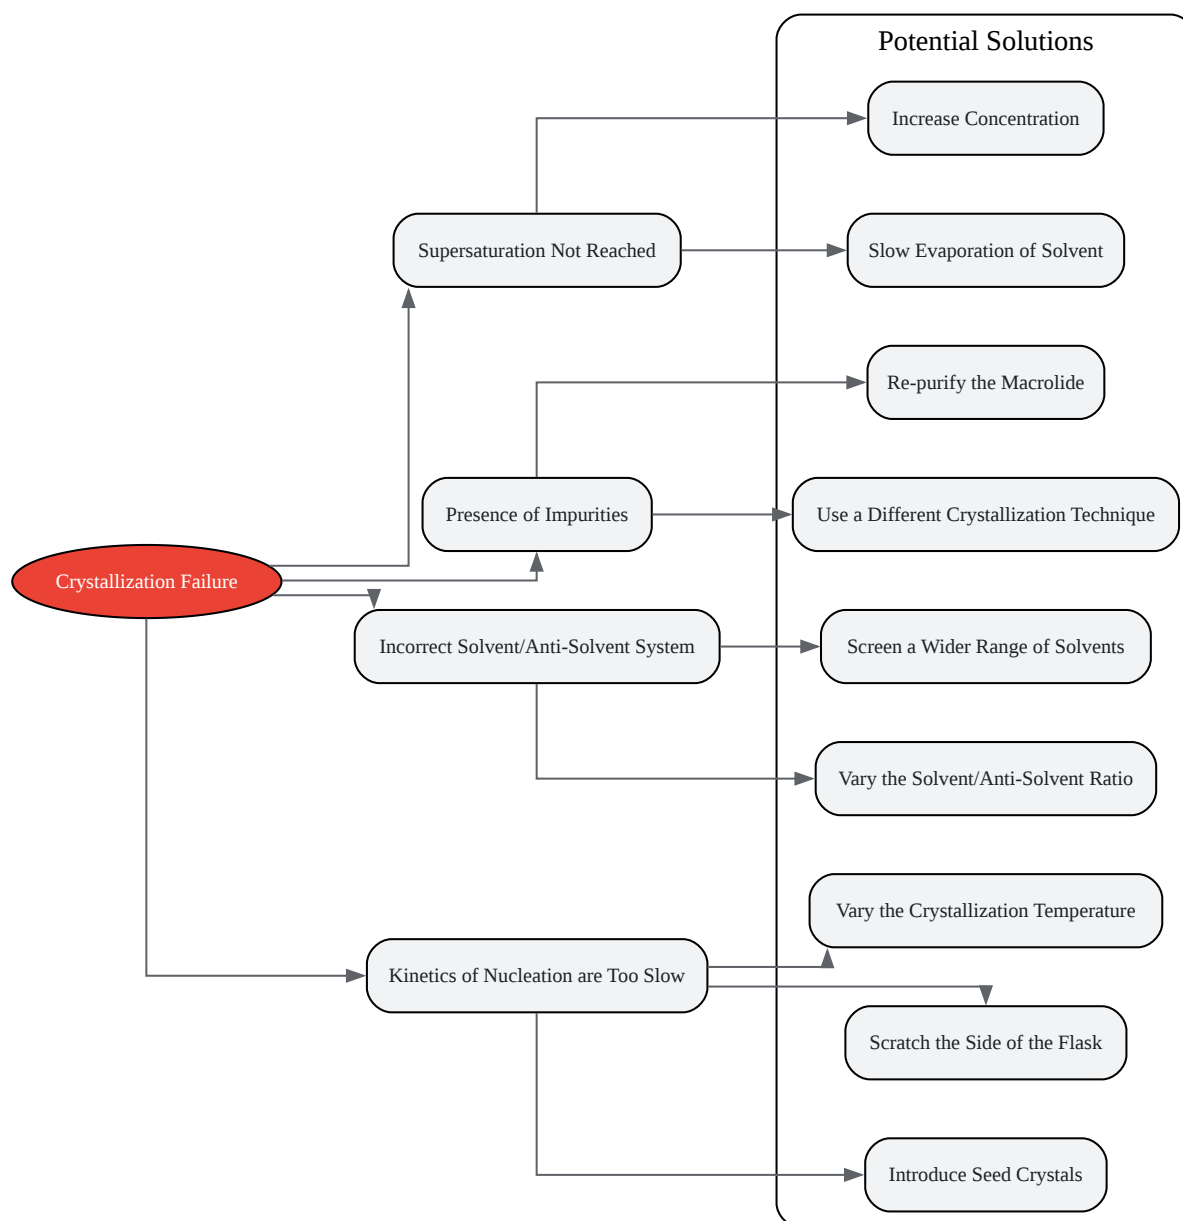 Potential Solutions
Increase Concentration
Supersaturation Not Reached
Slow Evaporation of Solvent
Re-purify the Macrolide
Presence of Impurities
Use a Different Crystallization Technique
Crystallization Failure
Incorrect Solvent/Anti-Solvent System
Screen a Wider Range of Solvents
Vary the Solvent/Anti-Solvent Ratio
Vary the Crystallization Temperature
Kinetics of Nucleation are Too Slow
Scratch the Side of the Flask
Introduce Seed Crystals